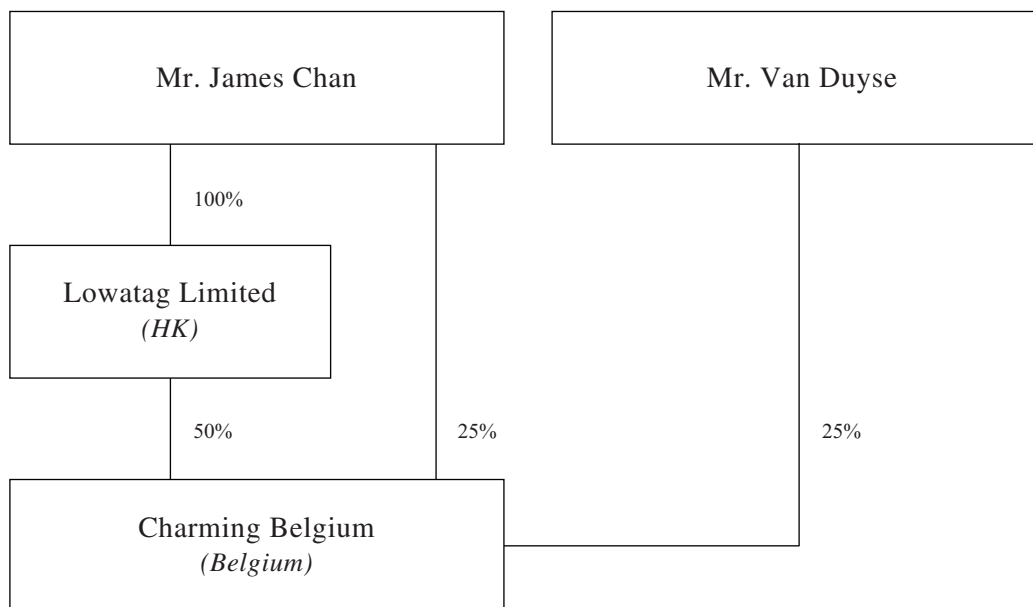 Mr. James Chan
Mr. Van Duyse
100%
Lowatag Limited
(HK)
50%
25%
25%
Charming Belgium
(Belgium)